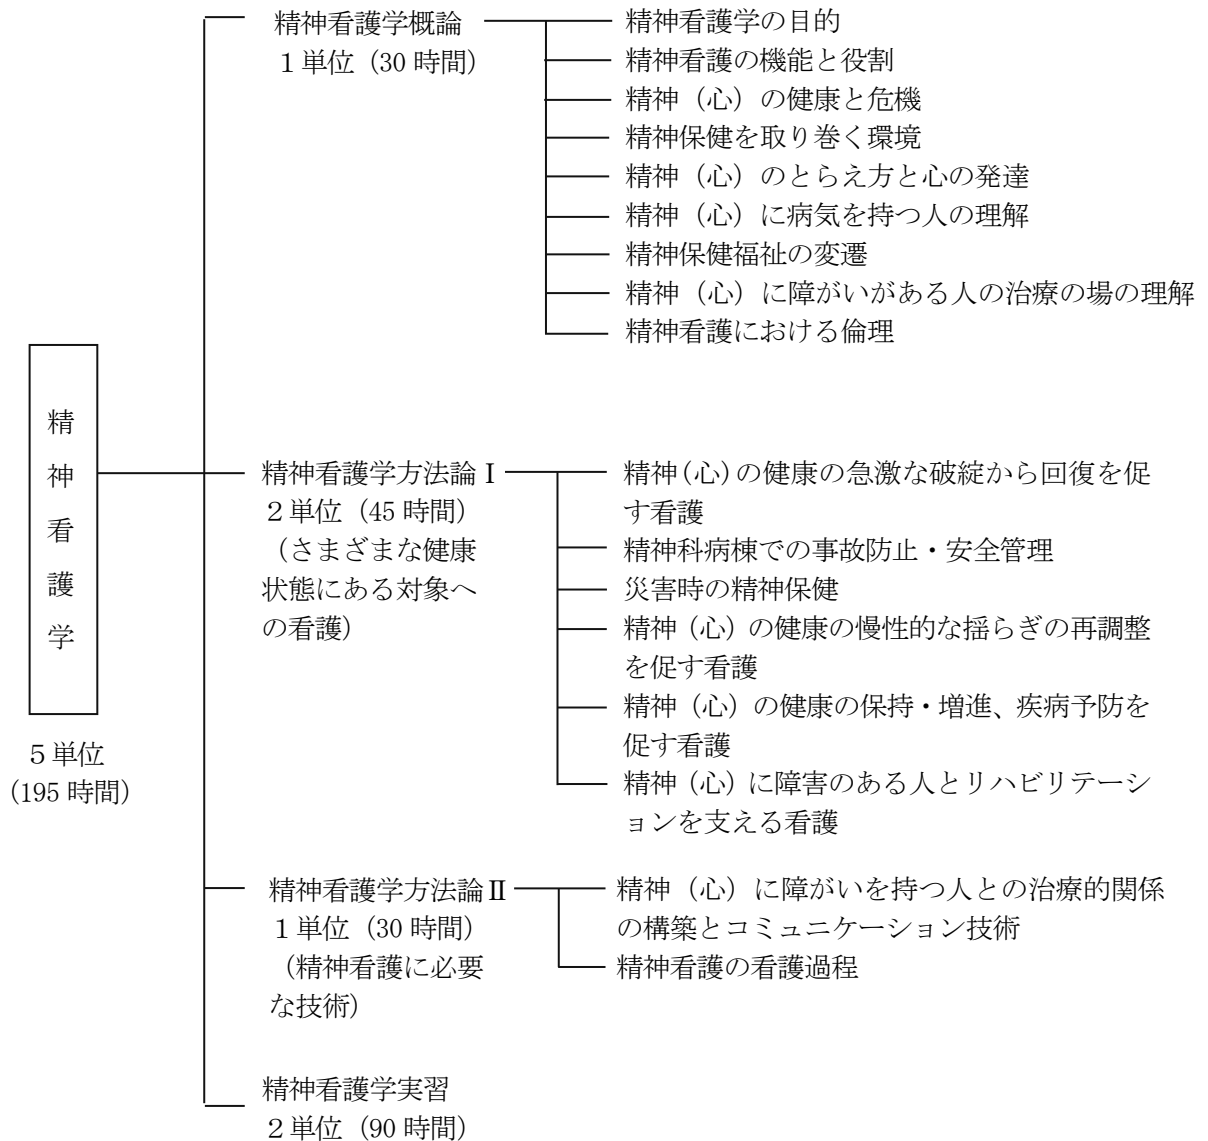 精神看護学
５単位
（195 時間）
精神看護学概論
１単位（30 時間）
精神看護学の目的
精神看護の機能と役割
精神（心）の健康と危機
精神保健を取り巻く環境
精神（心）のとらえ方と心の発達
精神（心）に病気を持つ人の理解
精神保健福祉の変遷
精神（心）に障がいがある人の治療の場の理解
精神看護における倫理
精神看護学方法論Ⅰ
２単位（45 時間）
（さまざまな健康
状態にある対象へ
の看護）
精神（心）の健康の急激な破綻から回復を促
す看護
精神科病棟での事故防止・安全管理
災害時の精神保健
精神（心）の健康の慢性的な揺らぎの再調整
を促す看護
精神（心）の健康の保持・増進、疾病予防を
促す看護
精神（心）に障害のある人とリハビリテーシ
ョンを支える看護
精神看護学方法論Ⅱ
１単位（30 時間）
（精神看護に必要
な技術）
精神（心）に障がいを持つ人との治療的関係
の構築とコミュニケーション技術
精神看護の看護過程
精神看護学実習
２単位（90 時間）